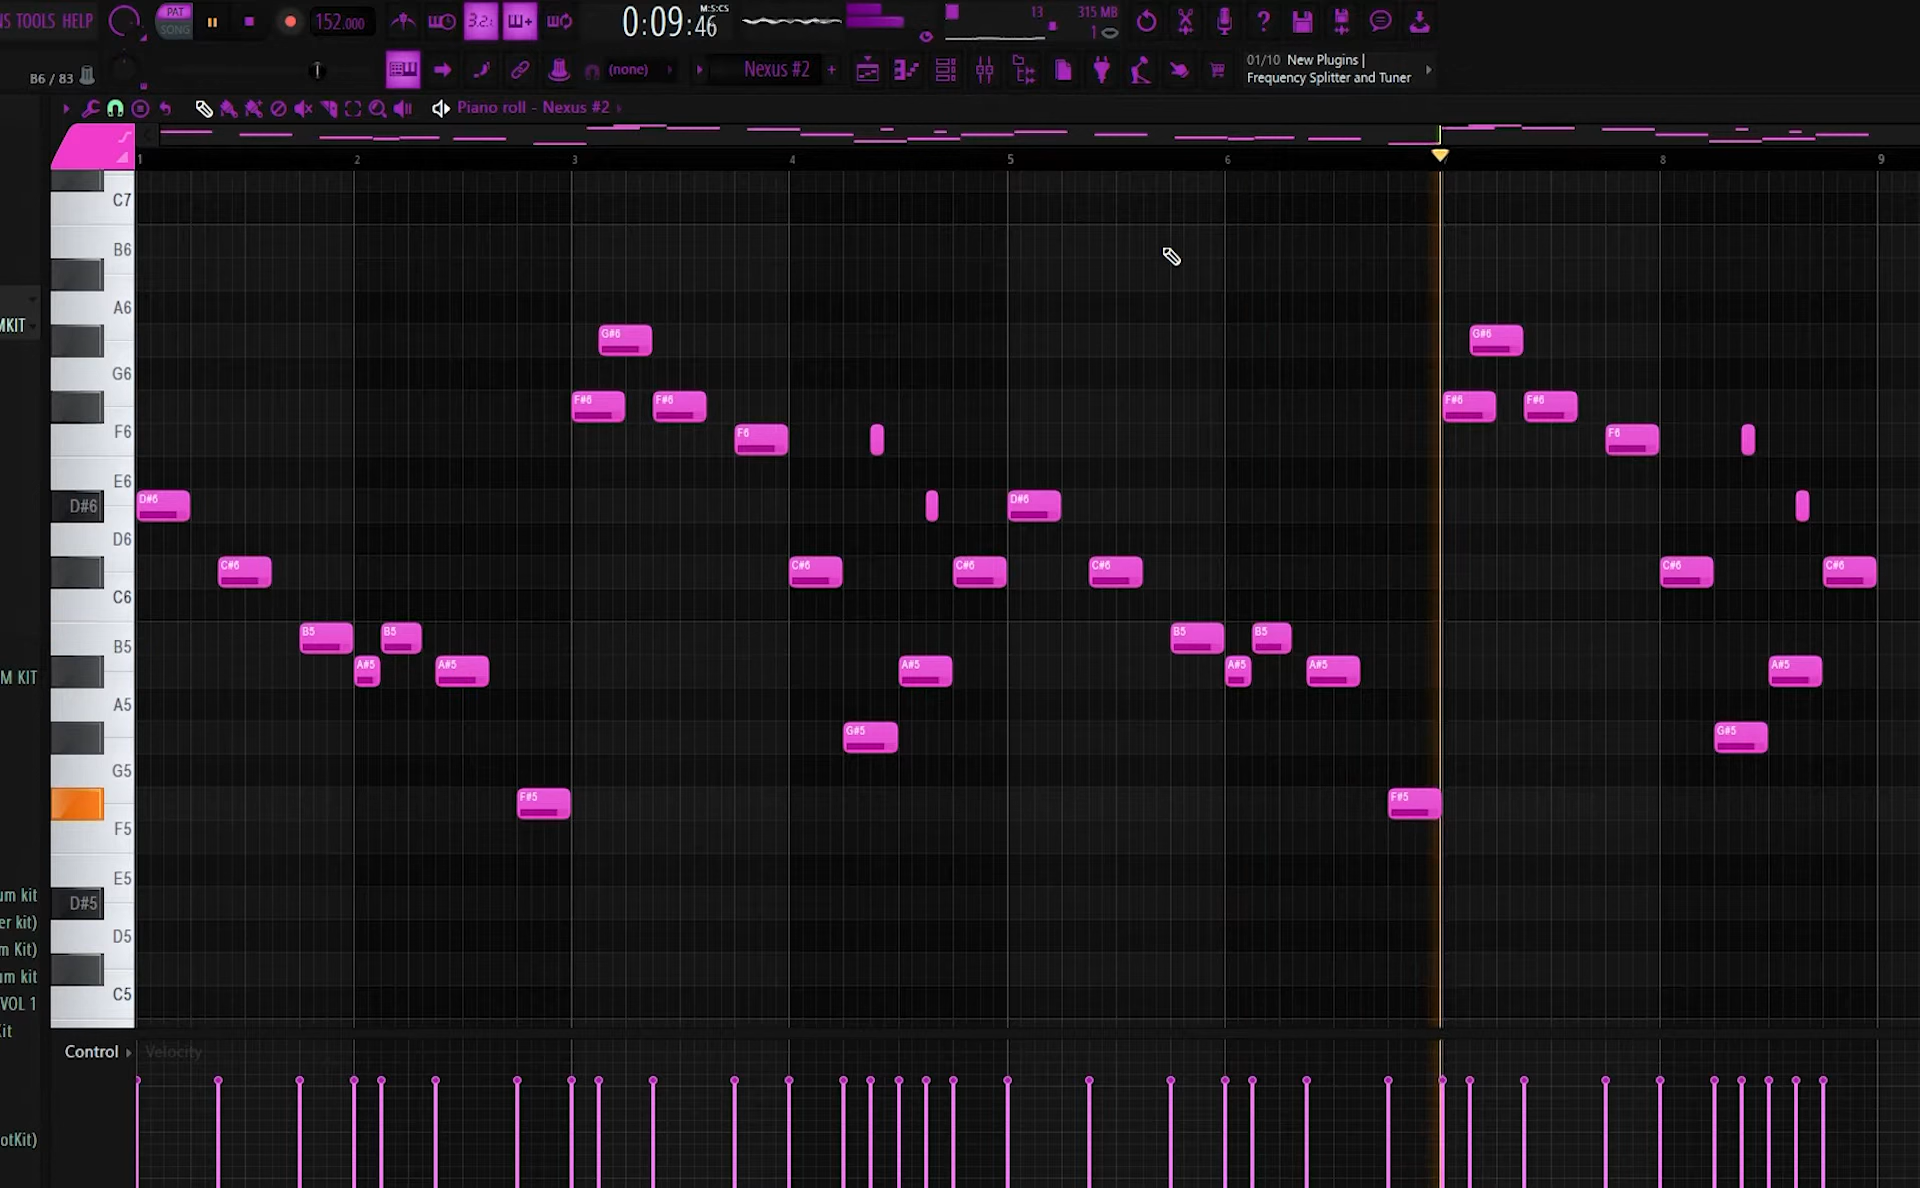 NS TOOLS HELP
PAT
SONG
152.000
3.2.
0:09:46
M:S:CS
13
315 MB
1
B6 / 83
(none)
Nexus #2
01/10 New Plugins |
Frequency Splitter and Tuner
Piano roll - Nexus #2
1 2 3 4 5 6 7 8 9
C7
B6
A6
MKIT
G#6 G#6
G6
F#6 F#6 F#6 F#6
F6 F6 F6
E6
D#6 D#6 D#6
D6
C#6 C#6 C#6 C#6 C#6 C#6
C6
B5 B5 B5 B5 B5
A#5 A#5 A#5 A#5 A#5 A#5
M KIT
A5
G#5 G#5
G5
F#5 F#5
F5
E5
um kit
D#5
er kit)
D5
m Kit)
um kit
C5
VOL 1
Kit
Control Velocity
otKit)